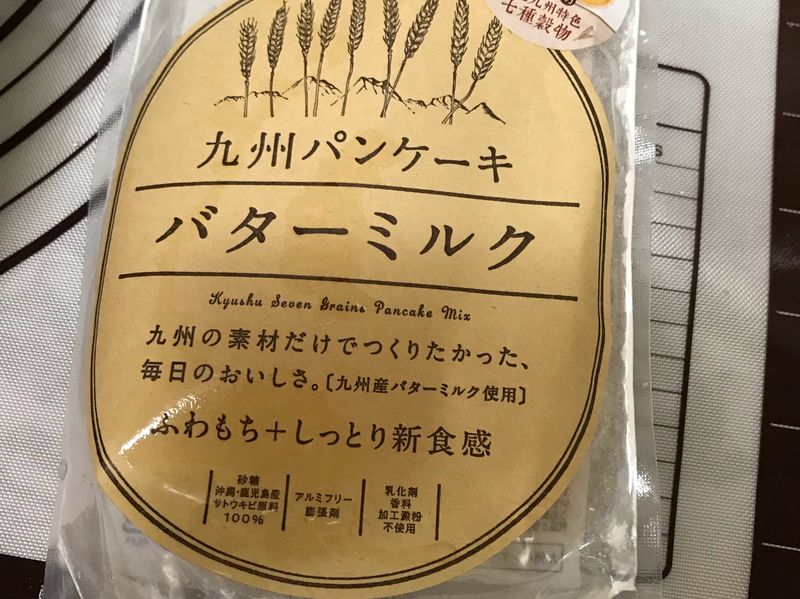 九州特色
七種穀物
九州パンケーキ
バターミルク
Kyushu Seven Grains Pancake Mix
九州の素材だけでつくりたかった、
毎日のおいしさ。〔九州産バターミルク使用〕
ふわもち+しっとり新食感
砂糖
沖縄・鹿児島産
サトウキビ原料
100%
アルミフリー
膨張剤
乳化剤
香料
加工澱粉
不使用